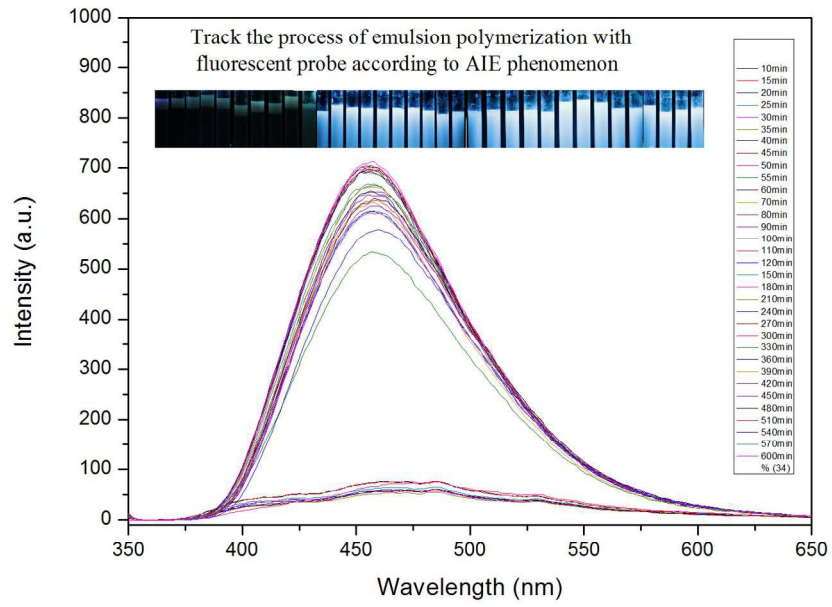 1000
900
800
700
600
500
400
300
200
100
0
Intensity (a.u.)
Track the process of emulsion polymerization with
fluorescent probe according to AIE phenomenon
10min
15min
20min
25min
30min
35min
40min
45min
50min
55min
60min
70min
80min
90min
100min
110min
120min
150min
180min
210min
240min
270min
300min
330min
360min
390min
420min
450min
480min
510min
540min
570min
600min
% (34)
350
400
450
500
550
600
650
Wavelength (nm)